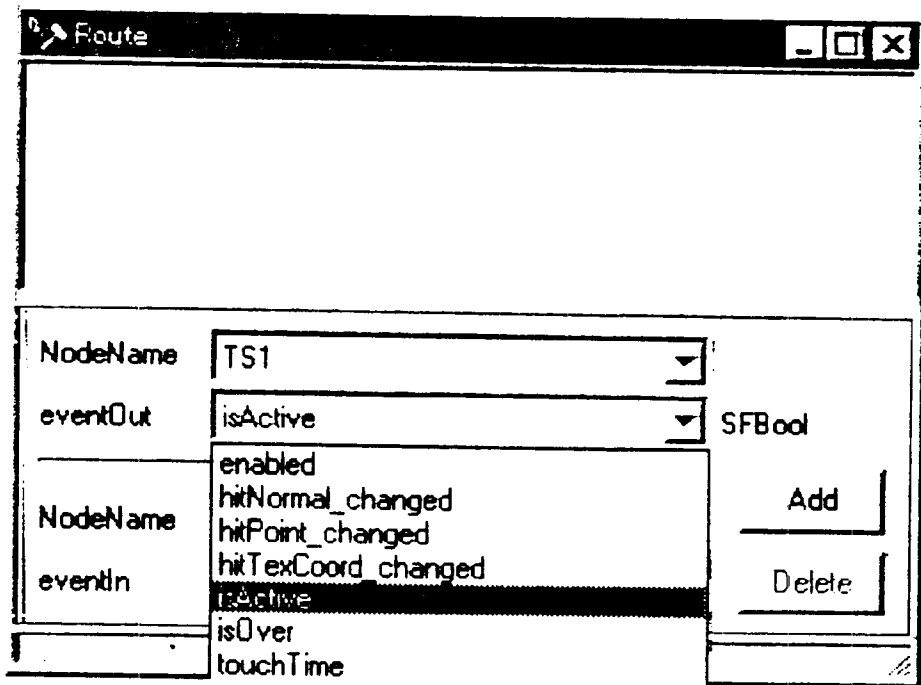 Route
NodeName TS1
eventOut isActive SFBool
enabled
hitNormal_changed
hitPoint_changed
hitTexCoord_changed
isActive
isOver
touchTime
NodeName
eventIn
Add
Delete